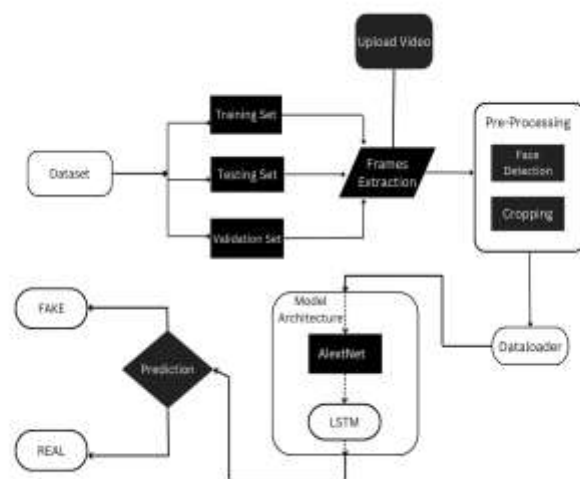 Upload Video
Training Set
Pre-Processing
Face
Detection
Dataset
Testing Set
Frames
Extraction
Cropping
Validation Set
Model
Architecture
FAKE
AlextNet
Dataloader
Prediction
LSTM
REAL